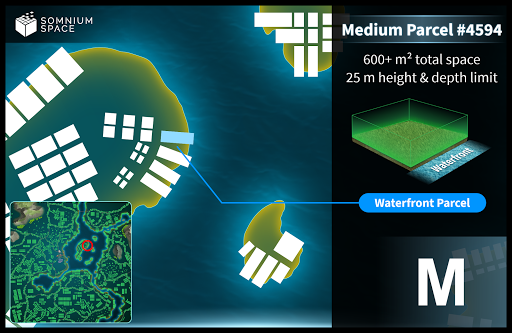 SOMNIUM
SPACE
Medium Parcel #4594
600+ m² total space
25 m height & depth limit
Waterfront
Waterfront Parcel
M